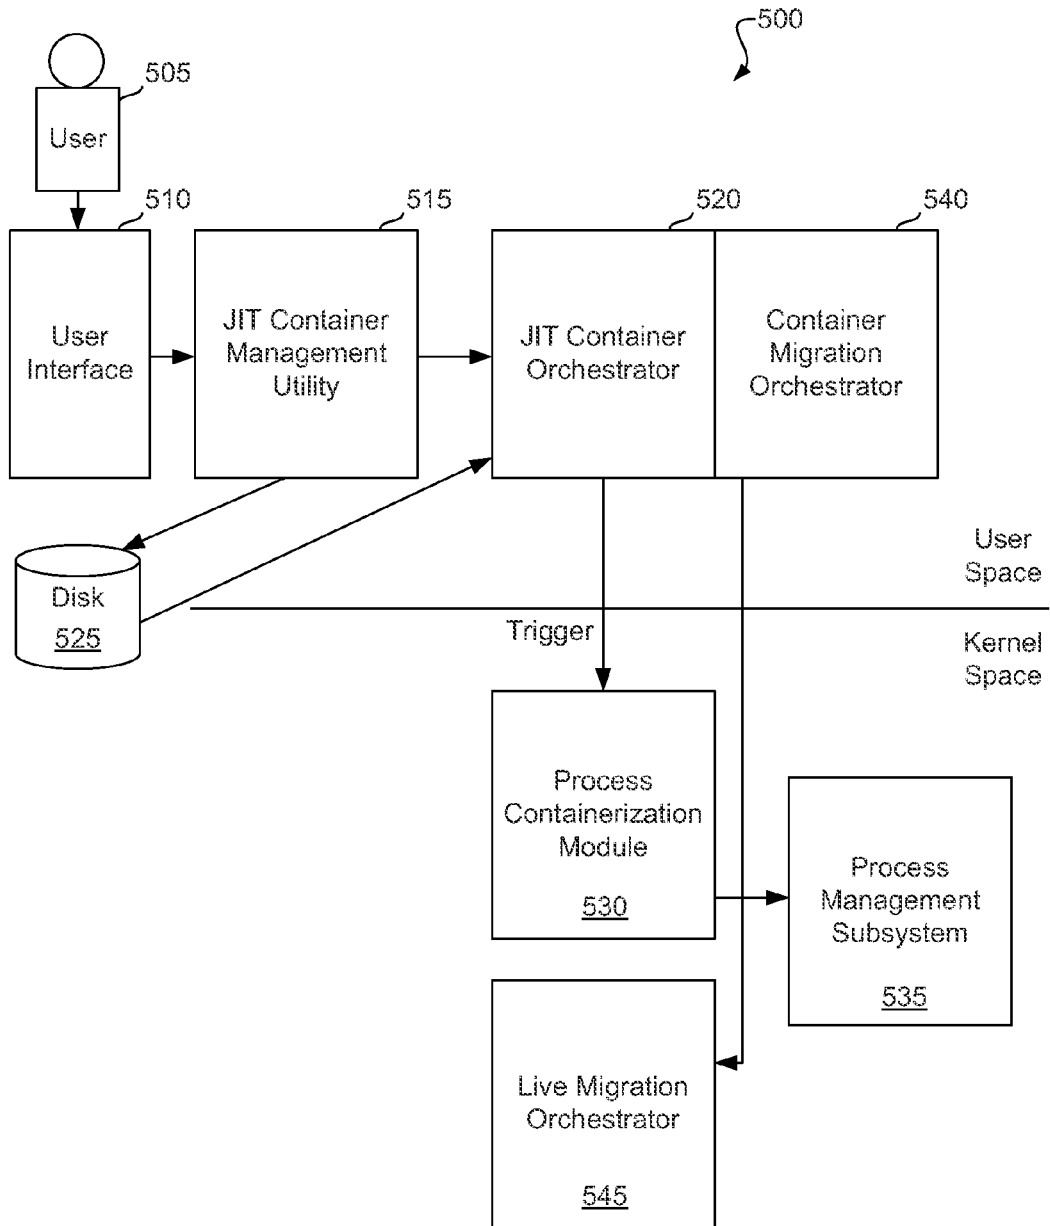 500
505
User
510
515
520
540
User
Interface
JIT Container
Management
Utility
JIT Container
Orchestrator
Container
Migration
Orchestrator
User
Space
Disk
525
Trigger
Kernel
Space
Process
Containerization
Module
530
Process
Management
Subsystem
535
Live Migration
Orchestrator
545